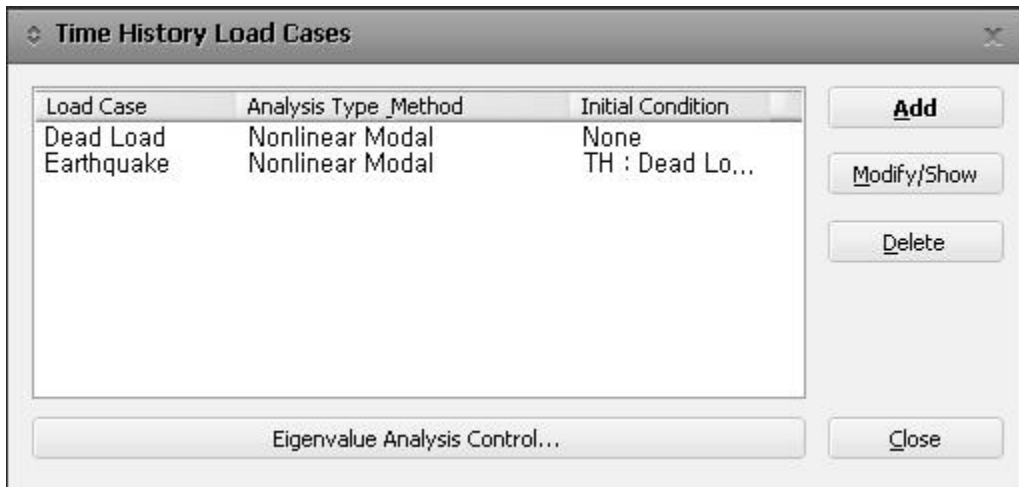 Time History Load Cases
Load Case Analysis Type_Method Initial Condition
Dead Load Nonlinear Modal None
Earthquake Nonlinear Modal TH : Dead Lo...
Add
Modify/Show
Delete
Eigenvalue Analysis Control... Close